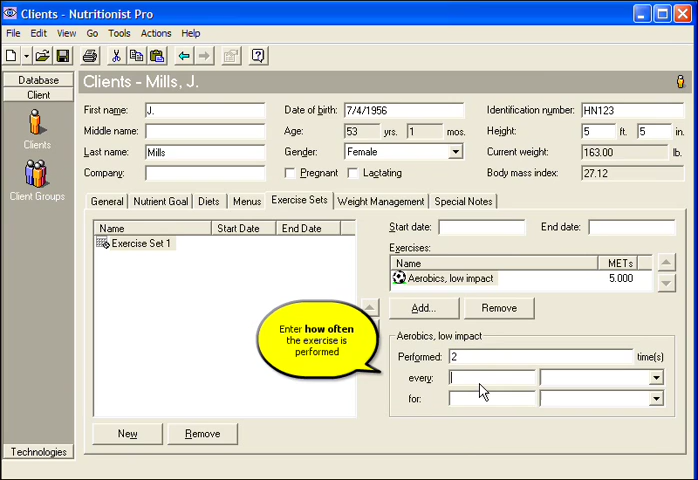 Clients - Nutritionist Pro
File Edit View Go Tools Actions Help
Database
Client
Clients
Client Groups
Technologies
Clients - Mills, J.
First name: J. Date of birth: 7/4/1956 Identification number: HN123
Middle name: Age: 53 yrs. 1 mos. Height: 5 ft. 5 in.
Last name: Mills Gender: Female Current weight: 163.00 lb.
Company: Pregnant Lactating Body mass index: 27.12
General Nutrient Goal Diets Menus Exercise Sets Weight Management Special Notes
Name Start Date End Date
Exercise Set 1
New Remove
Start date: End date:
Exercises:
Name METs
Aerobics, low impact 5.000
Add... Remove
Enter how often
the exercise is
performed
Aerobics, low impact
Performed: 2 time(s)
every:
for: